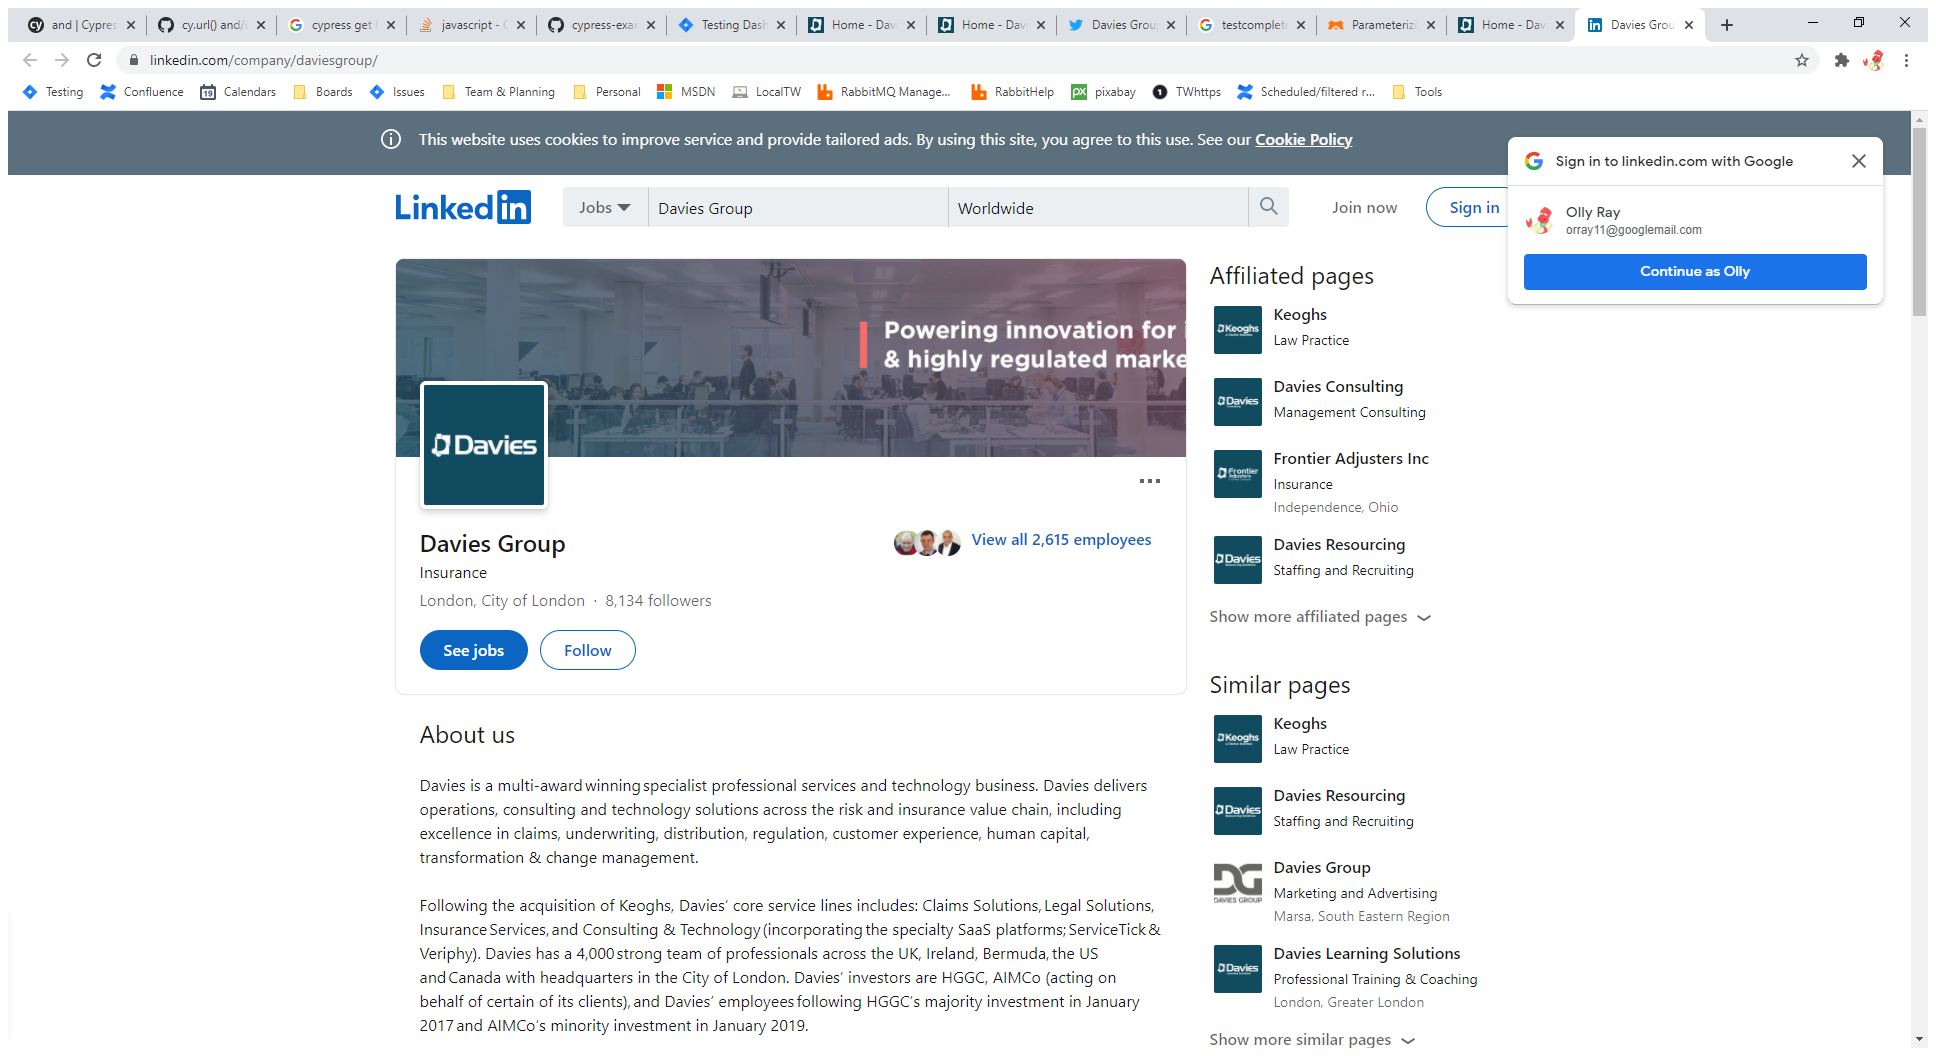 and | Cypres
cy.url() and/
cypress get
javascript -
cypress-exa
Testing Dash
Home - Dav
Home - Dav
Davies Grou
testcomplet
Parameteriz
Home - Dav
Davies Grou
linkedin.com/company/daviesgroup/
Testing
Confluence
Calendars
Boards
Issues
Team & Planning
Personal
MSDN
LocalTW
RabbitMQ Manage...
RabbitHelp
pixabay
TWhttps
Scheduled/filtered r...
Tools
This website uses cookies to improve service and provide tailored ads. By using this site, you agree to this use. See our Cookie Policy
Sign in to linkedin.com with Google
Olly Ray
orray11@googlemail.com
Continue as Olly
Linked in
Jobs
Davies Group
Worldwide
Join now
Sign in
Powering innovation for i
& highly regulated marke
Davies
Davies Group
Insurance
London, City of London · 8,134 followers
View all 2,615 employees
See jobs
Follow
About us
Davies is a multi-award winning specialist professional services and technology business. Davies delivers
operations, consulting and technology solutions across the risk and insurance value chain, including
excellence in claims, underwriting, distribution, regulation, customer experience, human capital,
transformation & change management.
Following the acquisition of Keoghs, Davies’ core service lines includes: Claims Solutions, Legal Solutions,
Insurance Services, and Consulting & Technology (incorporating the specialty SaaS platforms; ServiceTick &
Veriphy). Davies has a 4,000 strong team of professionals across the UK, Ireland, Bermuda, the US
and Canada with headquarters in the City of London. Davies’ investors are HGGC, AIMCo (acting on
behalf of certain of its clients), and Davies’ employees following HGGC’s majority investment in January
2017 and AIMCo’s minority investment in January 2019.
Affiliated pages
Keoghs
Keoghs
Law Practice
Davies
Davies Consulting
Management Consulting
Frontier Adjusters
Frontier Adjusters Inc
Insurance
Independence, Ohio
Davies
Davies Resourcing
Staffing and Recruiting
Show more affiliated pages
Similar pages
Keoghs
Keoghs
Law Practice
Davies
Davies Resourcing
Staffing and Recruiting
DG
DAVIES GROUP
Davies Group
Marketing and Advertising
Marsa, South Eastern Region
Davies
Davies Learning Solutions
Professional Training & Coaching
London, Greater London
Show more similar pages